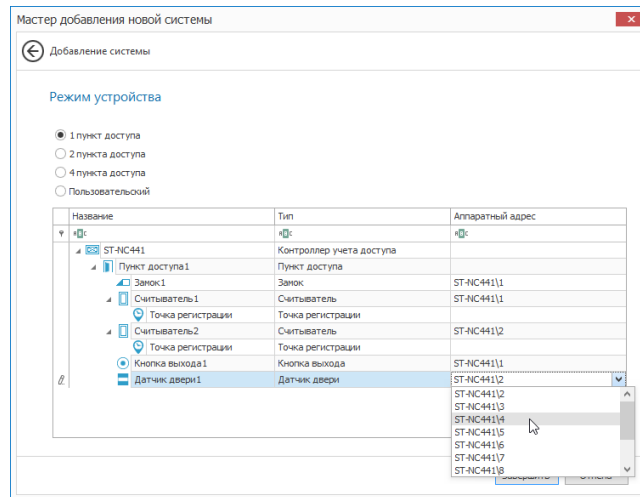 Мастер добавления новой системы
Добавление системы
Режим устройства
1 пункт доступа
2 пункта доступа
4 пункта доступа
Пользовательский
Название Тип Аппаратный адрес
ST-NC441 Контроллер учета доступа
Пункт доступа1 Пункт доступа
Замок1 Замок ST-NC441\1
Считыватель1 Считыватель ST-NC441\1
Точка регистрации Точка регистрации
Считыватель2 Считыватель ST-NC441\2
Точка регистрации Точка регистрации
Кнопка выхода1 Кнопка выхода ST-NC441\1
Датчик двери1 Датчик двери ST-NC441\2
ST-NC441\2
ST-NC441\3
ST-NC441\4
ST-NC441\5
ST-NC441\6
ST-NC441\7
ST-NC441\8